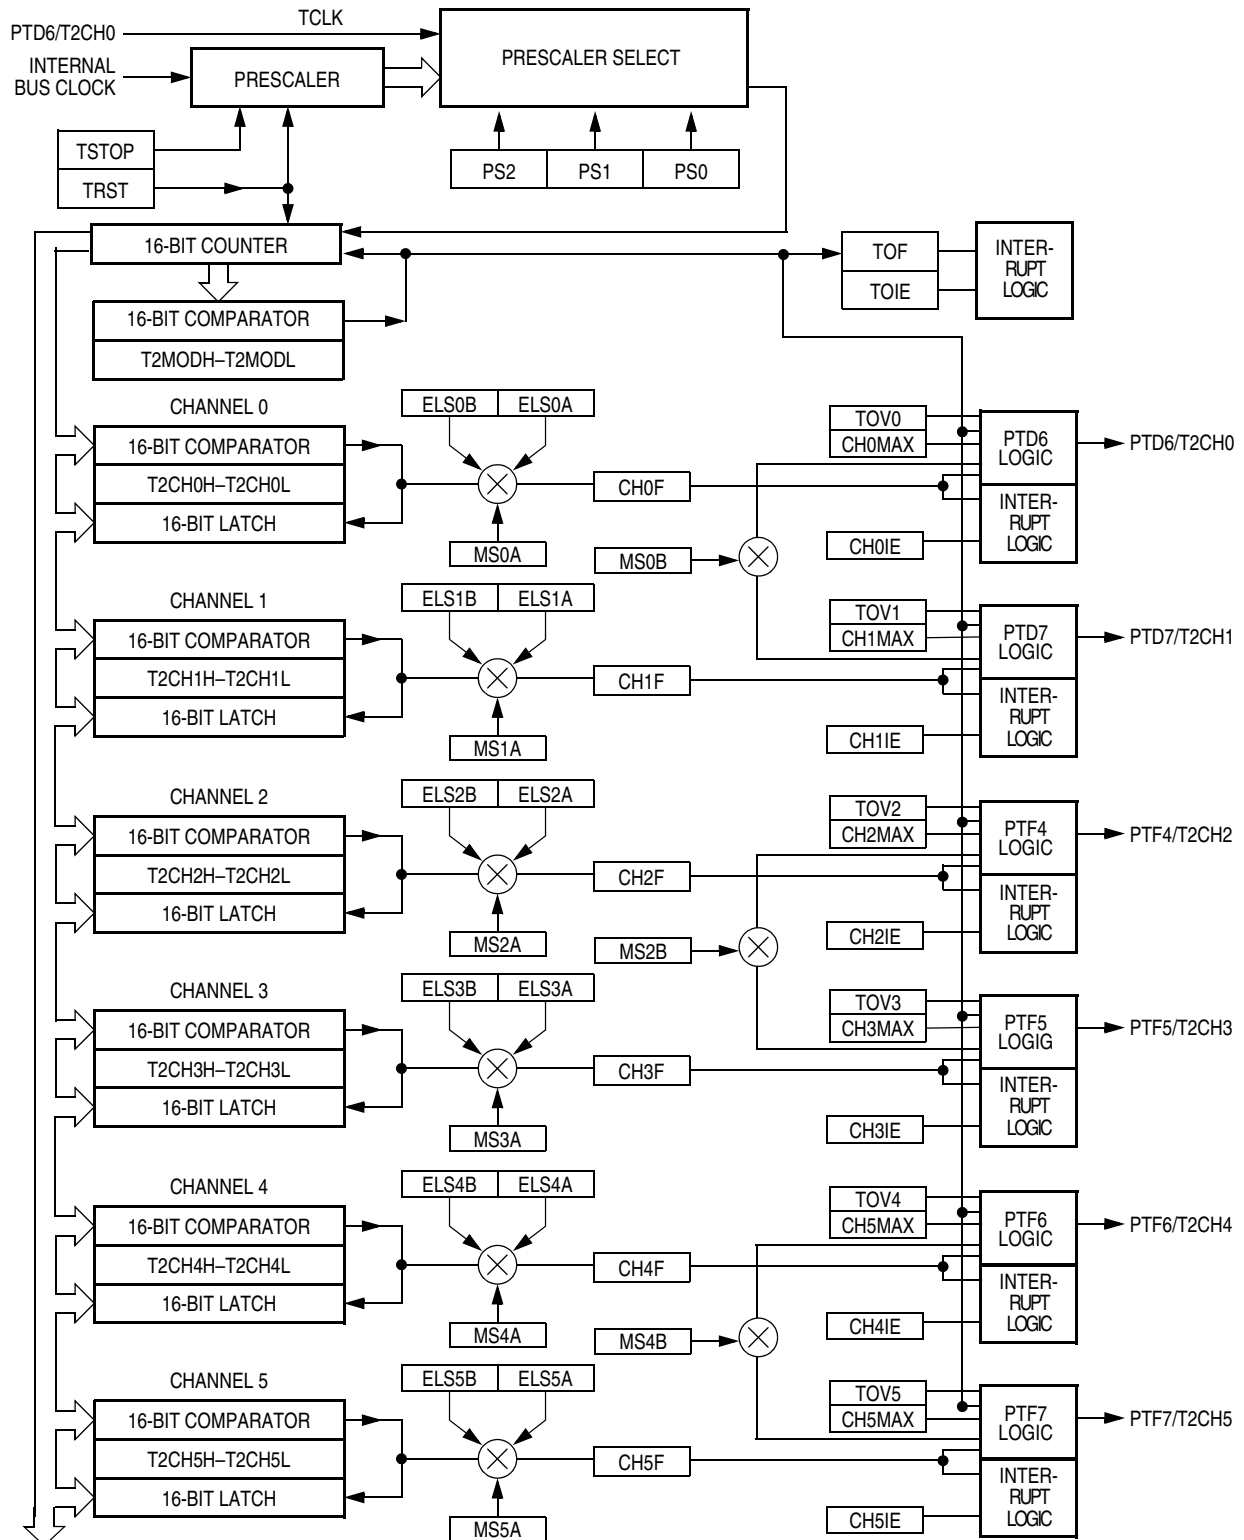 TCLK
PTD6/T2CH0
INTERNAL
BUS CLOCK
PRESCALER
PRESCALER SELECT
TSTOP
TRST
PS2
PS1
PS0
16-BIT COUNTER
16-BIT COMPARATOR
T2MODH–T2MODL
TOF
TOIE
INTER-
RUPT
LOGIC
CHANNEL 0
16-BIT COMPARATOR
T2CH0H–T2CH0L
16-BIT LATCH
ELS0B
ELS0A
MS0A
CH0F
MS0B
TOV0
CH0MAX
CH0IE
PTD6
LOGIC
INTER-
RUPT
LOGIC
PTD6/T2CH0
CHANNEL 1
16-BIT COMPARATOR
T2CH1H–T2CH1L
16-BIT LATCH
ELS1B
ELS1A
MS1A
CH1F
TOV1
CH1MAX
CH1IE
PTD7
LOGIC
INTER-
RUPT
LOGIC
PTD7/T2CH1
CHANNEL 2
16-BIT COMPARATOR
T2CH2H–T2CH2L
16-BIT LATCH
ELS2B
ELS2A
MS2A
CH2F
MS2B
TOV2
CH2MAX
CH2IE
PTF4
LOGIC
INTER-
RUPT
LOGIC
PTF4/T2CH2
CHANNEL 3
16-BIT COMPARATOR
T2CH3H–T2CH3L
16-BIT LATCH
ELS3B
ELS3A
MS3A
CH3F
TOV3
CH3MAX
CH3IE
PTF5
LOGIG
INTER-
RUPT
LOGIC
PTF5/T2CH3
CHANNEL 4
16-BIT COMPARATOR
T2CH4H–T2CH4L
16-BIT LATCH
ELS4B
ELS4A
MS4A
CH4F
MS4B
TOV4
CH5MAX
CH4IE
PTF6
LOGIC
INTER-
RUPT
LOGIC
PTF6/T2CH4
CHANNEL 5
16-BIT COMPARATOR
T2CH5H–T2CH5L
16-BIT LATCH
ELS5B
ELS5A
MS5A
CH5F
TOV5
CH5MAX
CH5IE
PTF7
LOGIC
INTER-
RUPT
LOGIC
PTF7/T2CH5